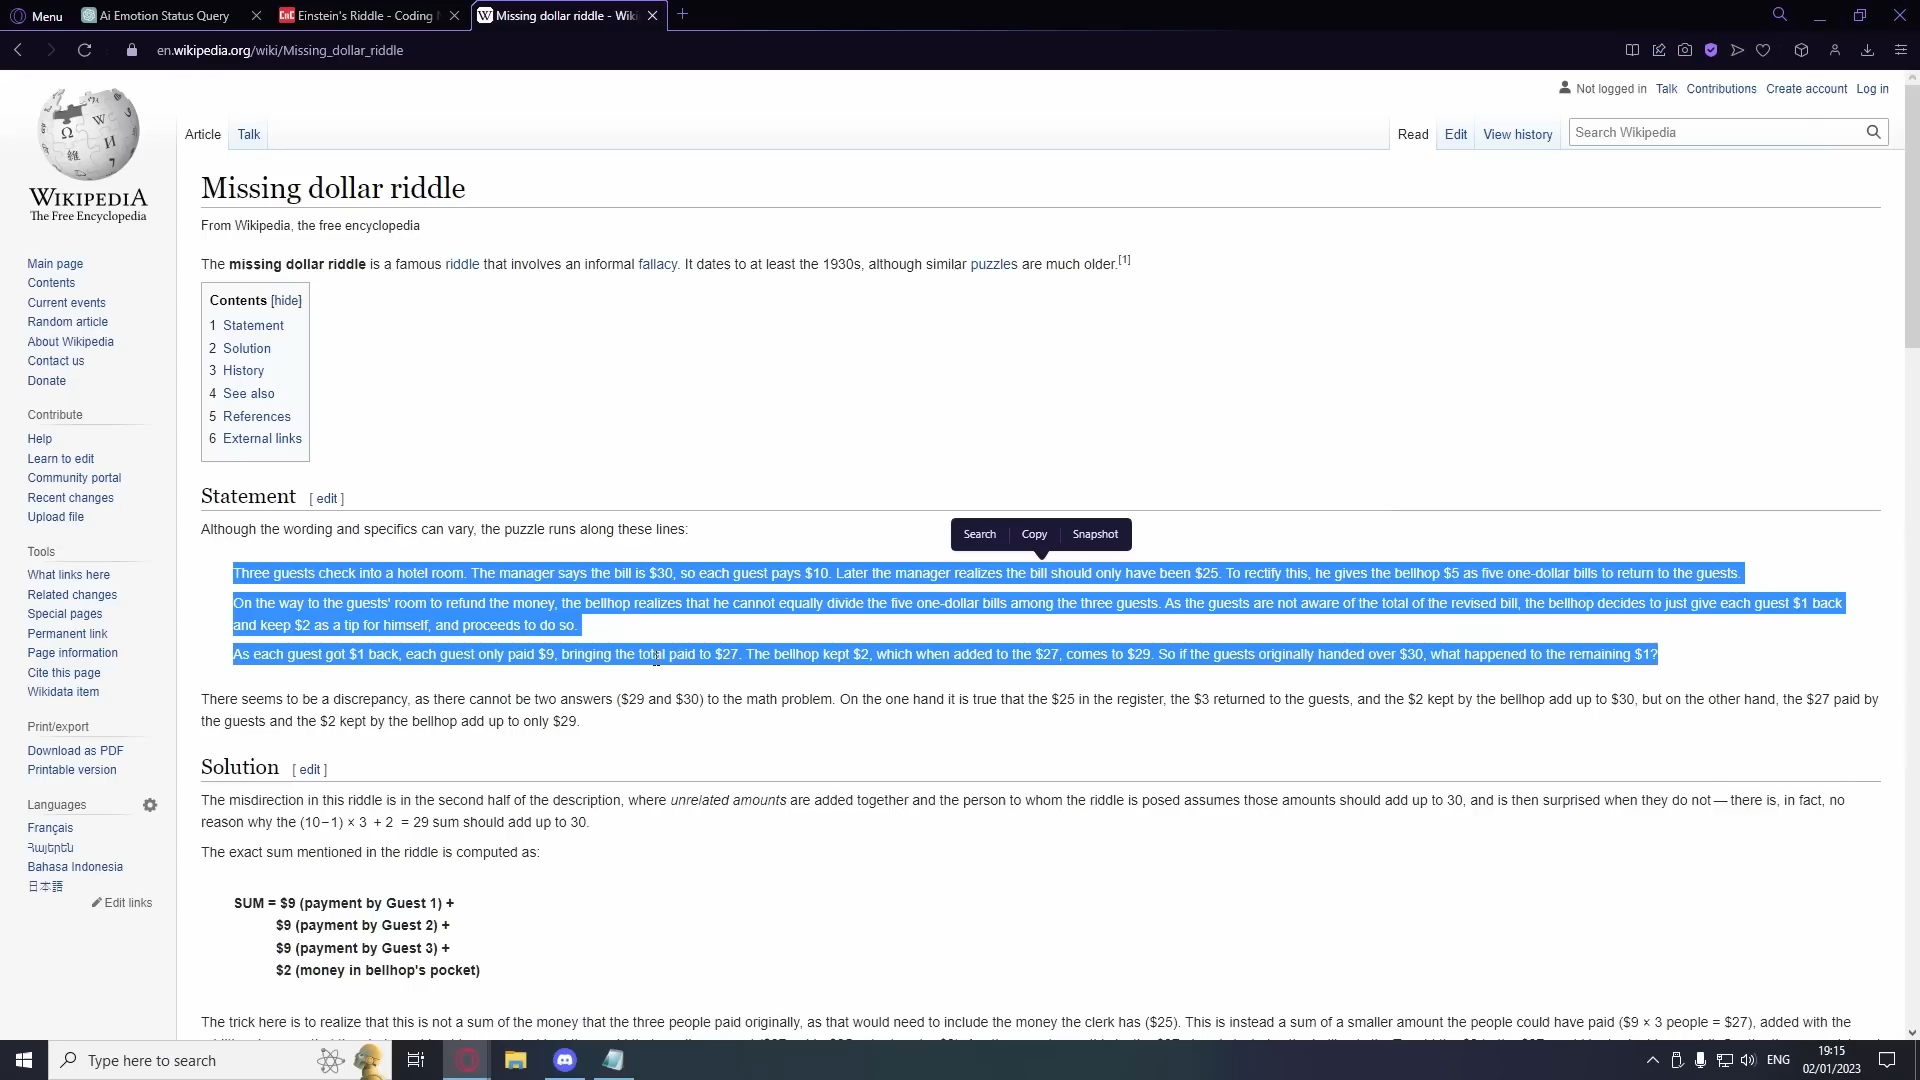 Menu
Ai Emotion Status Query
Einstein's Riddle - Coding
Missing dollar riddle - Wiki
en.wikipedia.org/wiki/Missing_dollar_riddle
Not logged in Talk Contributions Create account Log in
Article Talk
Read Edit View history Search Wikipedia
WIKIPEDIA
The Free Encyclopedia
Main page
Contents
Current events
Random article
About Wikipedia
Contact us
Donate
Contribute
Help
Learn to edit
Community portal
Recent changes
Upload file
Tools
What links here
Related changes
Special pages
Permanent link
Page information
Cite this page
Wikidata item
Print/export
Download as PDF
Printable version
Languages
Français
Հայերեն
Bahasa Indonesia
日本語
Edit links
Missing dollar riddle
From Wikipedia, the free encyclopedia
The missing dollar riddle is a famous riddle that involves an informal fallacy. It dates to at least the 1930s, although similar puzzles are much older.[1]
Contents [hide]
1 Statement
2 Solution
3 History
4 See also
5 References
6 External links
Statement [ edit ]
Although the wording and specifics can vary, the puzzle runs along these lines:
Search Copy Snapshot
Three guests check into a hotel room. The manager says the bill is $30, so each guest pays $10. Later the manager realizes the bill should only have been $25. To rectify this, he gives the bellhop $5 as five one-dollar bills to return to the guests.
On the way to the guests' room to refund the money, the bellhop realizes that he cannot equally divide the five one-dollar bills among the three guests. As the guests are not aware of the total of the revised bill, the bellhop decides to just give each guest $1 back
and keep $2 as a tip for himself, and proceeds to do so.
As each guest got $1 back, each guest only paid $9, bringing the total paid to $27. The bellhop kept $2, which when added to the $27, comes to $29. So if the guests originally handed over $30, what happened to the remaining $1?
There seems to be a discrepancy, as there cannot be two answers ($29 and $30) to the math problem. On the one hand it is true that the $25 in the register, the $3 returned to the guests, and the $2 kept by the bellhop add up to $30, but on the other hand, the $27 paid by
the guests and the $2 kept by the bellhop add up to only $29.
Solution [ edit ]
The misdirection in this riddle is in the second half of the description, where unrelated amounts are added together and the person to whom the riddle is posed assumes those amounts should add up to 30, and is then surprised when they do not — there is, in fact, no
reason why the (10−1) × 3 + 2 = 29 sum should add up to 30.
The exact sum mentioned in the riddle is computed as:
SUM = $9 (payment by Guest 1) +
$9 (payment by Guest 2) +
$9 (payment by Guest 3) +
$2 (money in bellhop's pocket)
The trick here is to realize that this is not a sum of the money that the three people paid originally, as that would need to include the money the clerk has ($25). This is instead a sum of a smaller amount the people could have paid ($9 × 3 people = $27), added with the
Type here to search
ENG
19:15
02/01/2023